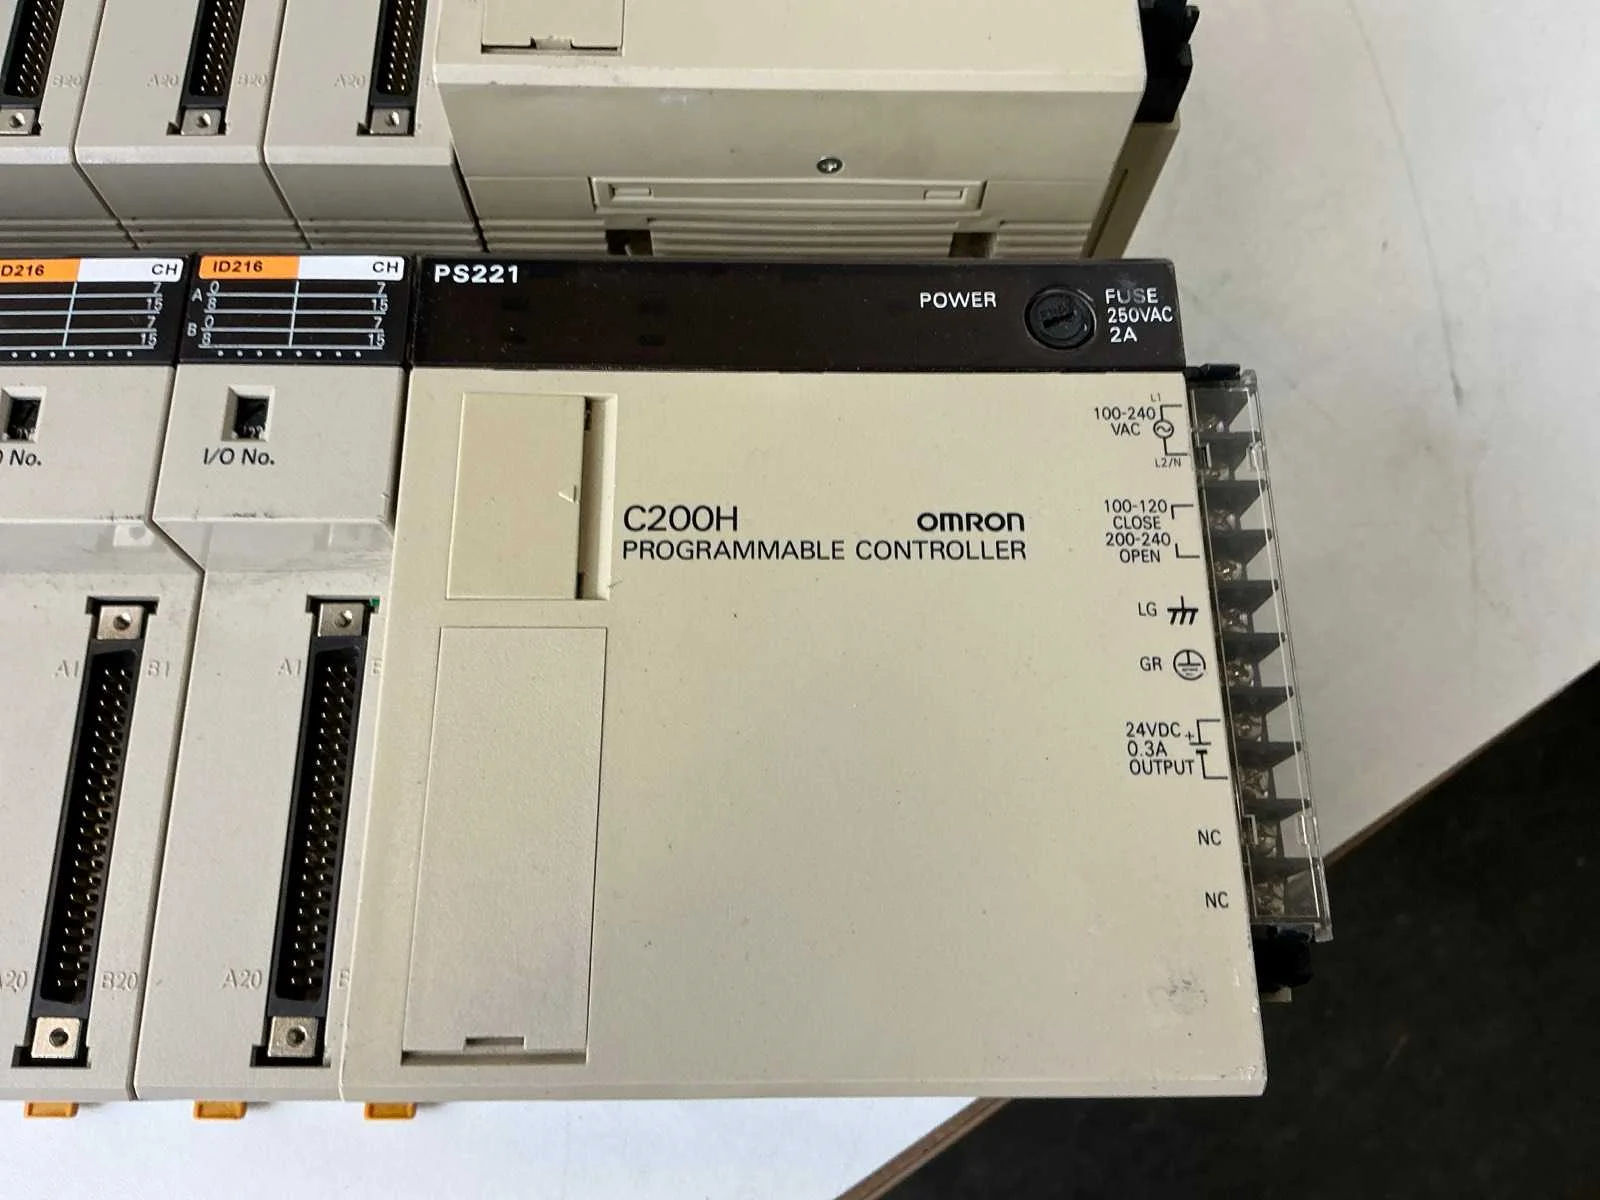 B20
A20
B20
A20
D216
CH
7
15
7
15
ID216
CH
A
0
7
8
15
B
0
7
8
15
PS221
POWER
FUSE
250VAC
2A
I/O No.
No.
L1
100-240
VAC
L2/N
C200H
OMRON
PROGRAMMABLE CONTROLLER
100-120
CLOSE
200-240
OPEN
LG
GR
24VDC +
0.3A
OUTPUT
NC
NC
A1
B1
A1
A20
B20
A20